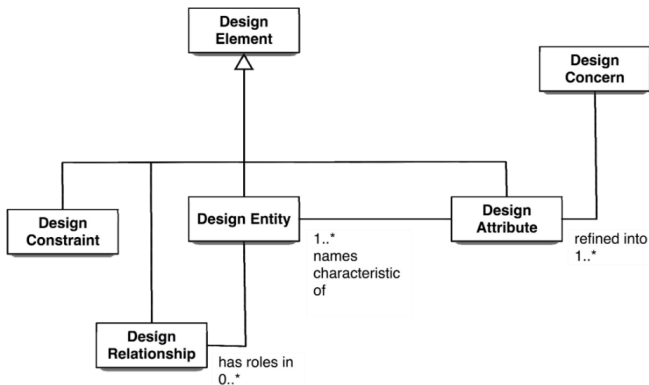 Design
Element
Design
Concern
Design
Constraint
Design Entity
Design
Attribute
1..*
names
characteristic
of
refined into
1..*
Design
Relationship
has roles in
0..*